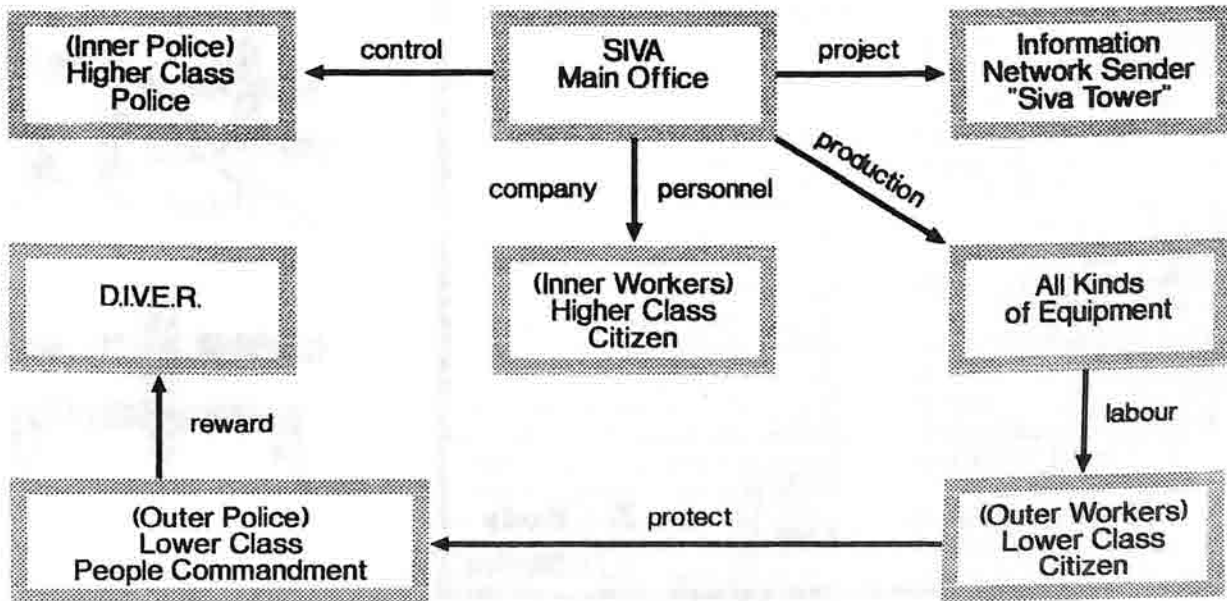 (Inner Police)
Higher Class
Police
control
SIVA
Main Office
project
Information
Network Sender
"Siva Tower"
company
personnel
production
D.I.V.E.R.
(Inner Workers)
Higher Class
Citizen
All Kinds
of Equipment
reward
labour
(Outer Police)
Lower Class
People Commandment
protect
(Outer Workers)
Lower Class
Citizen